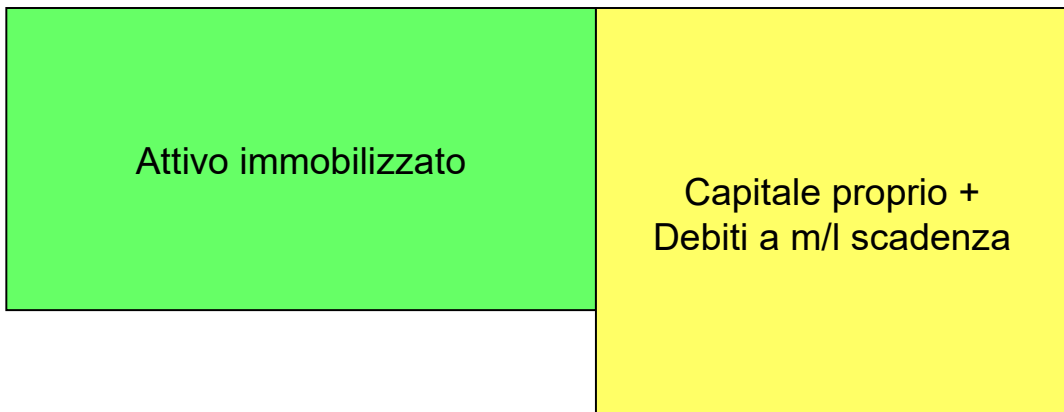 Attivo immobilizzato
Capitale proprio +
Debiti a m/l scadenza